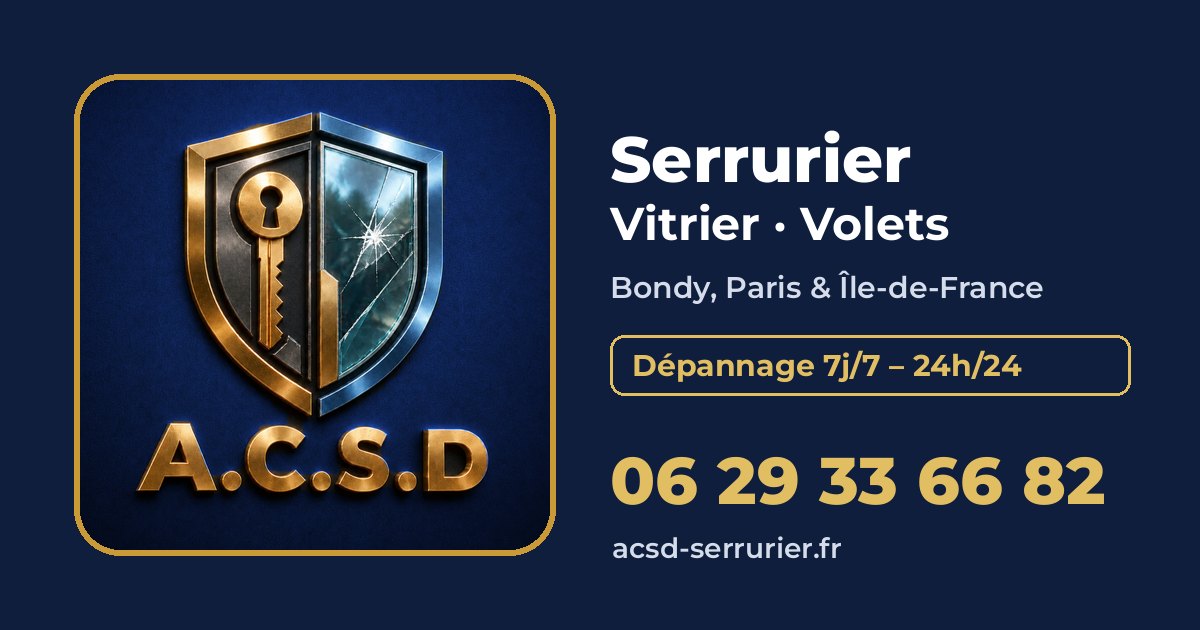 A.C.S.D
Serrurier
Vitrier · Volets
Bondy, Paris & Île-de-France
Dépannage 7j/7 – 24h/24
06 29 33 66 82
acsd-serrurier.fr